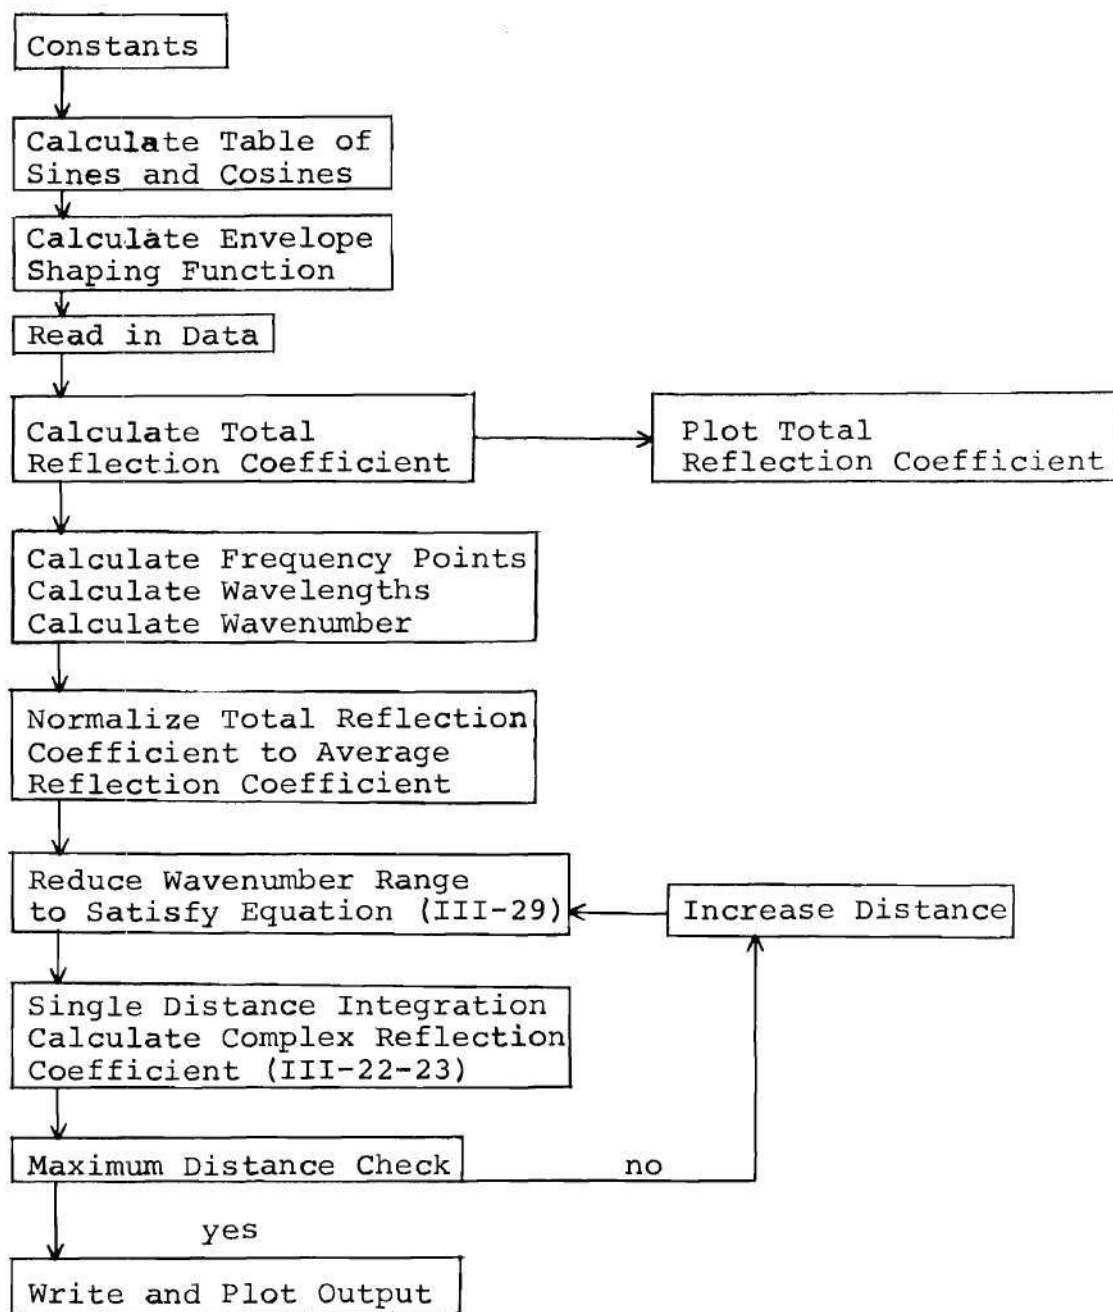 Constants
Calculate Table of
Sines and Cosines
Calculate Envelope
Shaping Function
Read in Data
Calculate Total
Reflection Coefficient
Plot Total
Reflection Coefficient
Calculate Frequency Points
Calculate Wavelengths
Calculate Wavenumber
Normalize Total Reflection
Coefficient to Average
Reflection Coefficient
Reduce Wavenumber Range
to Satisfy Equation (III-29)
Increase Distance
Single Distance Integration
Calculate Complex Reflection
Coefficient (III-22-23)
Maximum Distance Check
no
yes
Write and Plot Output